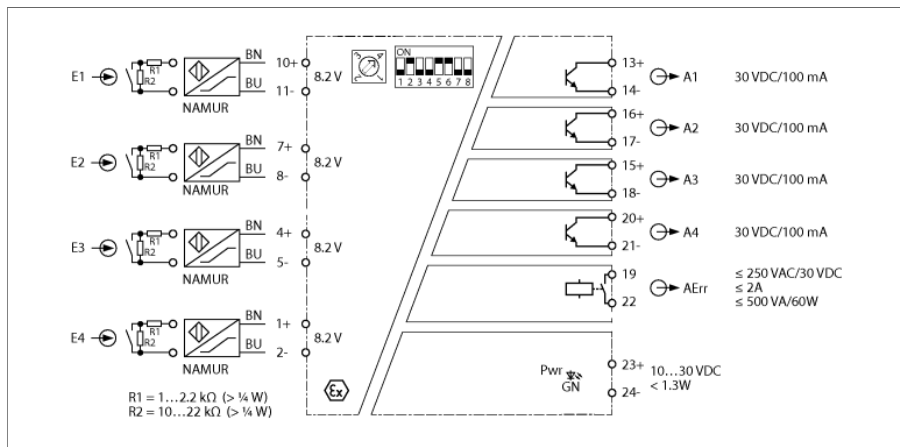 E1
R1
R2
NAMUR
BN
BU
10+
11-
8.2 V
E2
R1
R2
NAMUR
BN
BU
7+
8-
8.2 V
E3
R1
R2
NAMUR
BN
BU
4+
5-
8.2 V
E4
R1
R2
NAMUR
BN
BU
1+
2-
8.2 V
R1 = 1...2.2 kΩ (> ¼ W)
R2 = 10...22 kΩ (> ¼ W)
Ex
ON
1 2 3 4 5 6 7 8
13+
14-
A1
30 VDC/100 mA
16+
17-
A2
30 VDC/100 mA
15+
18-
A3
30 VDC/100 mA
20+
21-
A4
30 VDC/100 mA
19
22
AErr
≤ 250 VAC/30 VDC
≤ 2A
≤ 500 VA/60W
Pwr
GN
23+
24-
10...30 VDC
< 1.3W